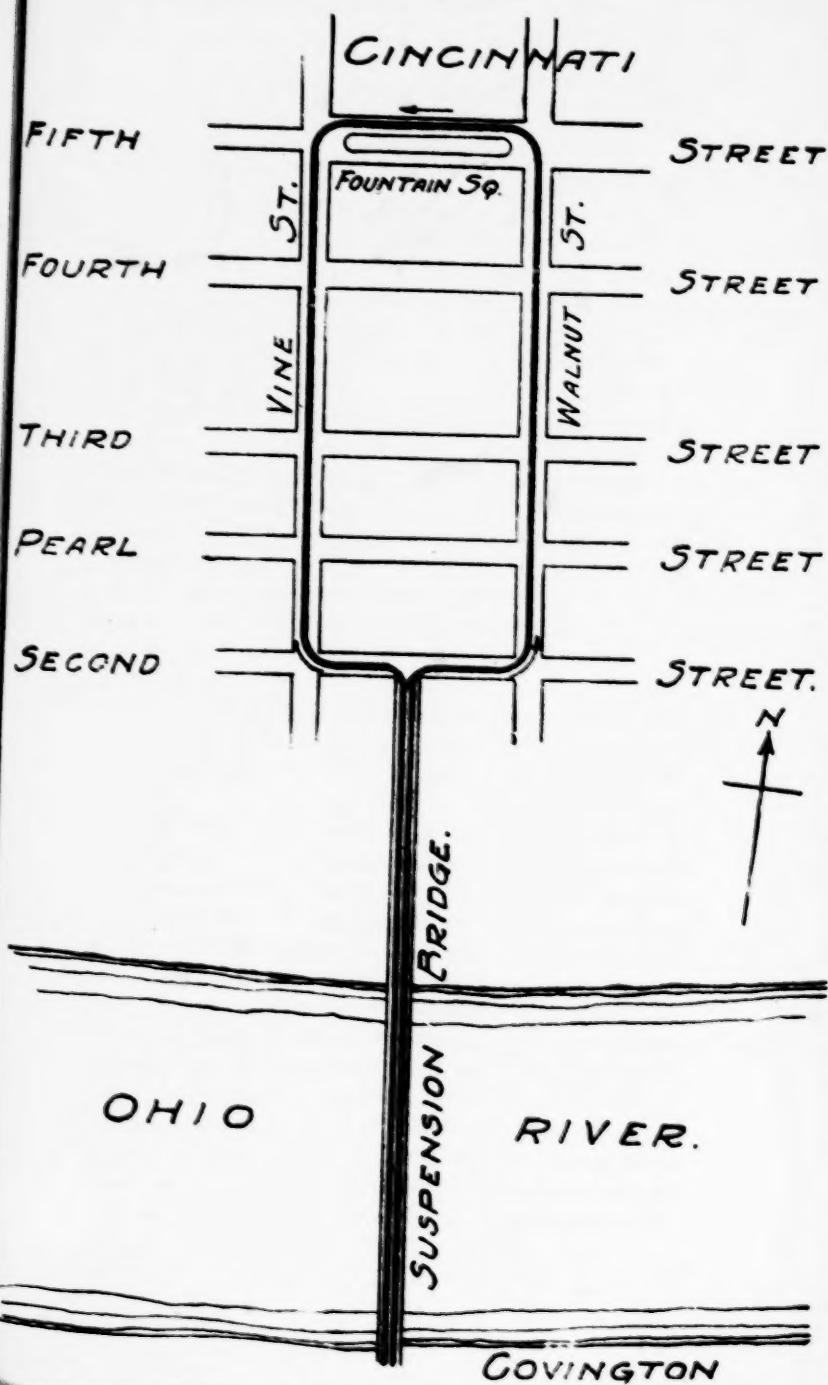 CINCINNATI
FIFTH STREET
FOUNTAIN SQ.
ST. ST.
FOURTH STREET
VINE WALNUT
THIRD STREET
PEARL STREET
SECOND STREET.
N
SUSPENSION BRIDGE.
OHIO RIVER.
COVINGTON